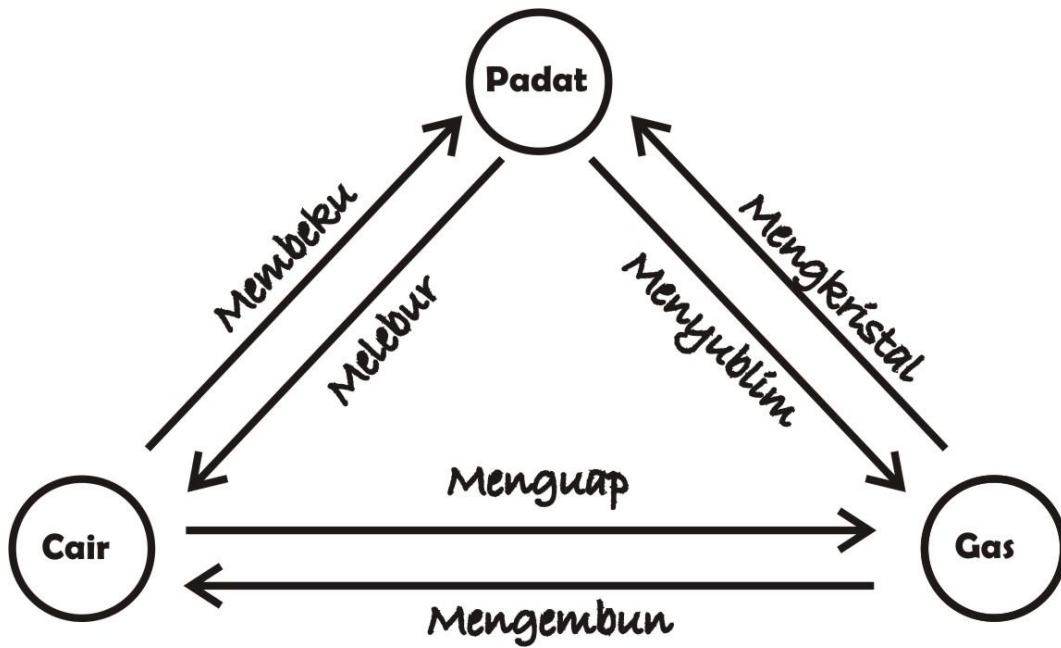 Padat
Membeku
Melebur
Menyublim
Mengkristal
Menguap
Cair
Gas
Mengembun